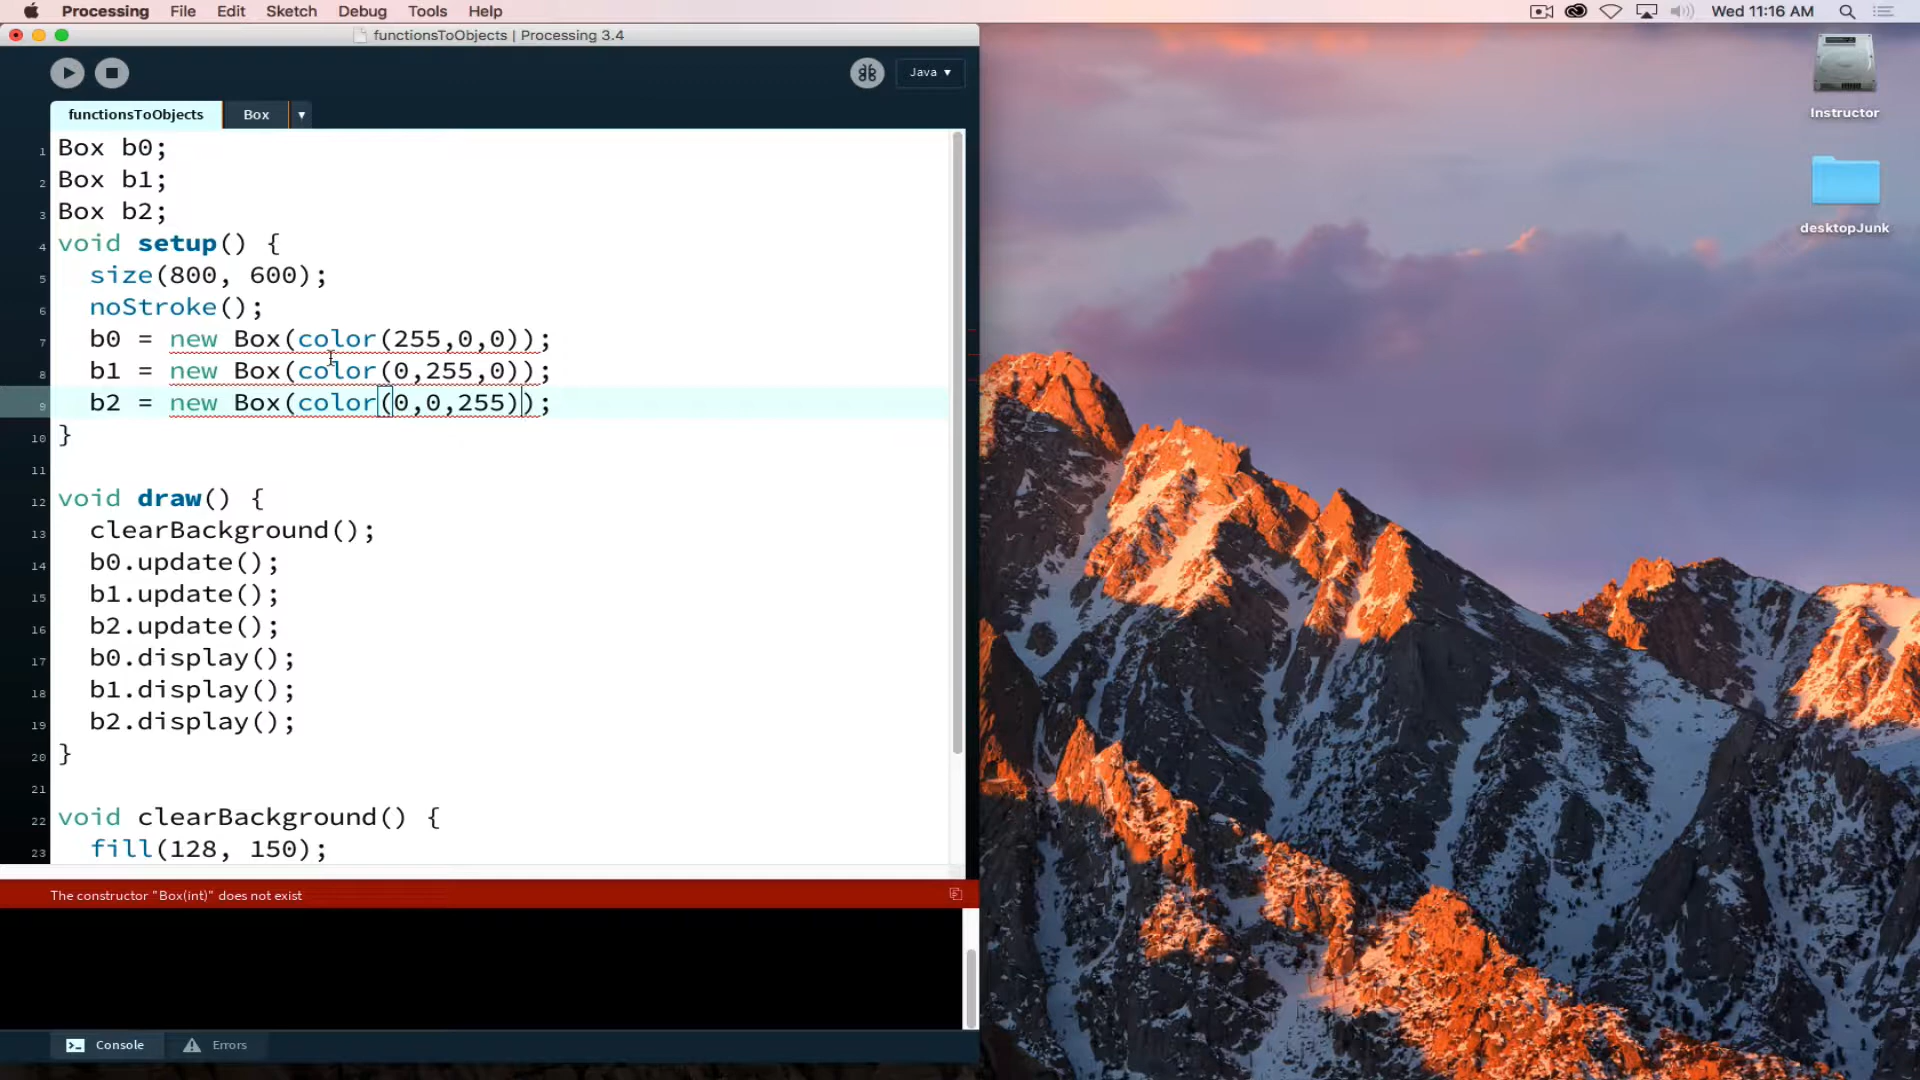 Processing File Edit Sketch Debug Tools Help Wed 11:16 AM
functionsToObjects | Processing 3.4
Java ▾
functionsToObjects Box ▾
1 Box b0;
2 Box b1;
3 Box b2;
4 void setup() {
5 size(800, 600);
6 noStroke();
7 b0 = new Box(color(255,0,0));
8 b1 = new Box(color(0,255,0));
9 b2 = new Box(color(0,0,255));
10 }
11
12 void draw() {
13 clearBackground();
14 b0.update();
15 b1.update();
16 b2.update();
17 b0.display();
18 b1.display();
19 b2.display();
20 }
21
22 void clearBackground() {
23 fill(128, 150);
The constructor "Box(int)" does not exist
Console Errors
Instructor
desktopJunk